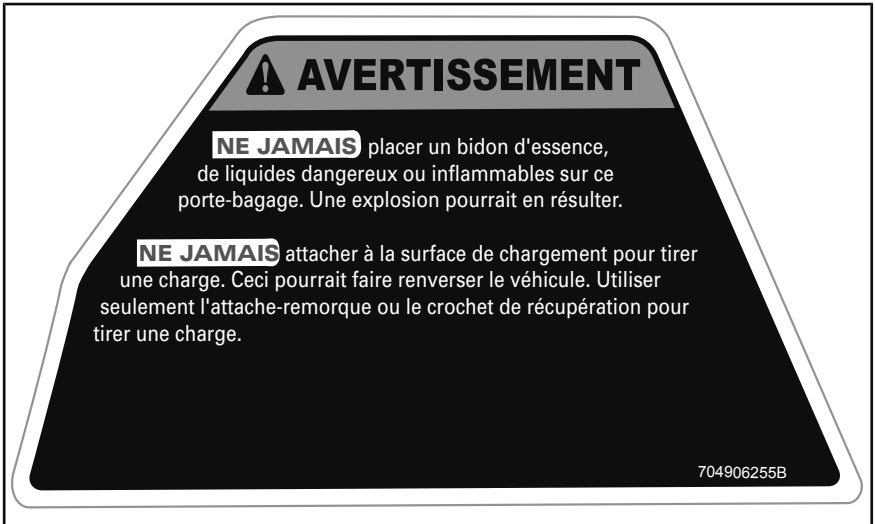 AVERTISSEMENT
NE JAMAIS placer un bidon d'essence,
de liquides dangereux ou inflammables sur ce
porte-bagage. Une explosion pourrait en résulter.
NE JAMAIS attacher à la surface de chargement pour tirer
une charge. Ceci pourrait faire renverser le véhicule. Utiliser
seulement l'attache-remorque ou le crochet de récupération pour
tirer une charge.
704906255B